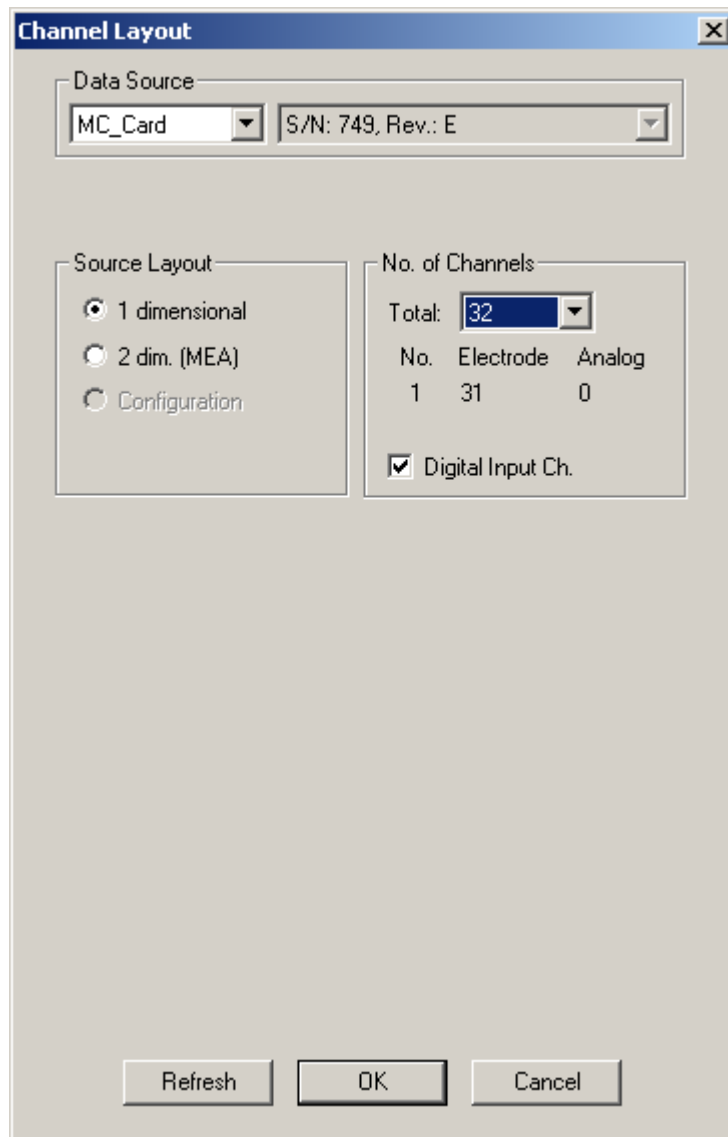 Channel Layout
Data Source
MC_Card S/N: 749, Rev.: E
Source Layout
1 dimensional
2 dim. (MEA)
Configuration
No. of Channels
Total: 32
No. Electrode Analog
1 31 0
Digital Input Ch.
Refresh OK Cancel